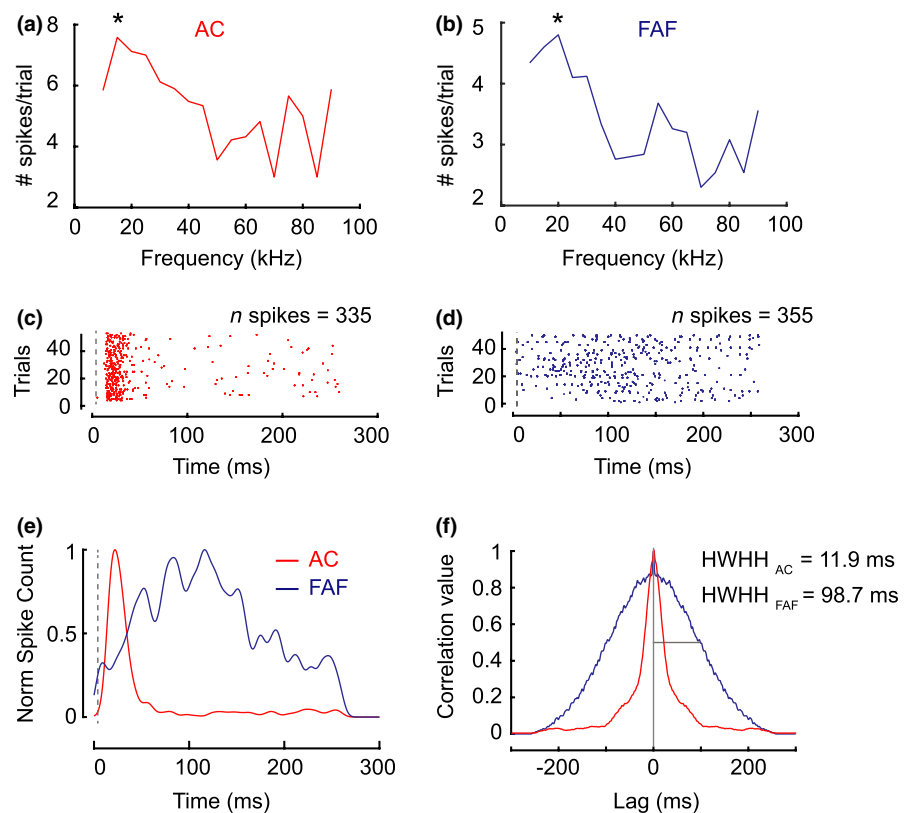 (a)
AC
*
8
6
4
2
# spikes/trial
0 20 40 60 80 100
Frequency (kHz)
(b)
FAF
*
5
4
3
2
# spikes/trial
0 20 40 60 80 100
Frequency (kHz)
(c)
n spikes = 335
40
20
0
Trials
0 100 200 300
Time (ms)
(d)
n spikes = 355
40
20
0
Trials
0 100 200 300
Time (ms)
(e)
1
0.5
0
Norm Spike Count
AC
FAF
0 100 200 300
Time (ms)
(f)
1
0.8
0.6
0.4
0.2
0
Correlation value
HWHH AC = 11.9 ms
HWHH FAF = 98.7 ms
-200 0 200
Lag (ms)